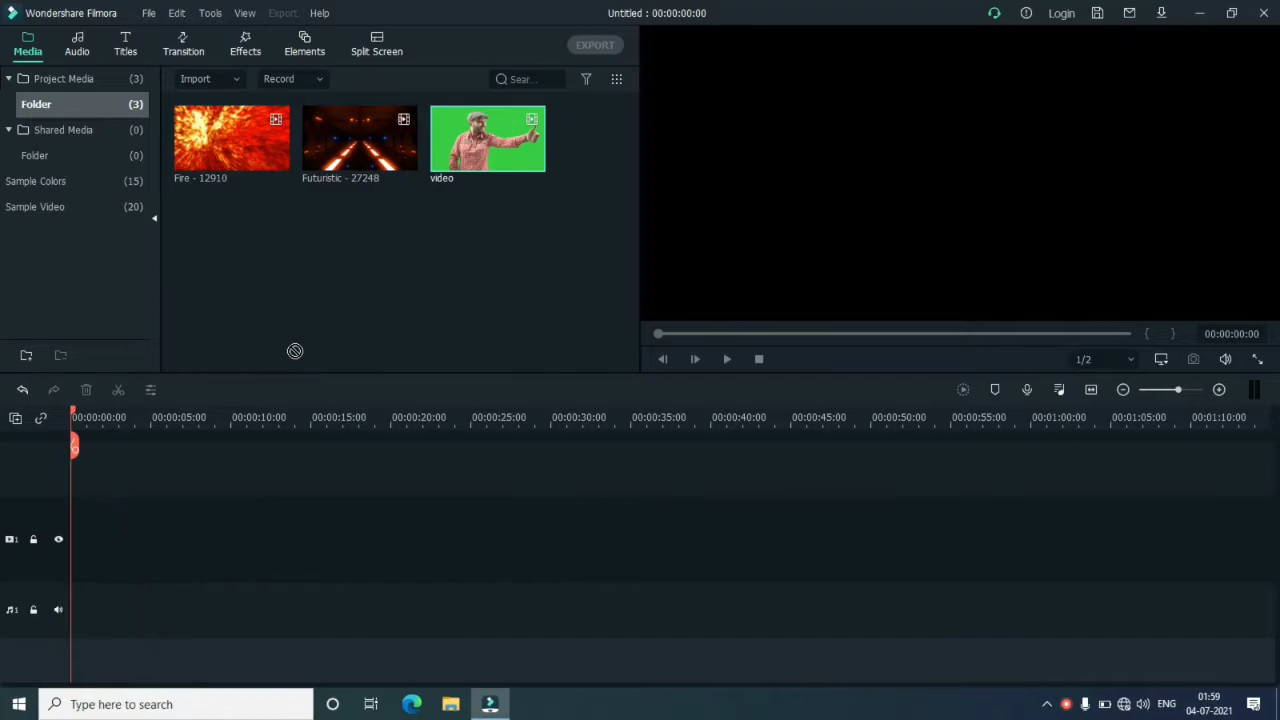 Wondershare Filmora File Edit Tools View Export Help Untitled : 00:00:00:00 Login
Media Audio Titles Transition Effects Elements Split Screen EXPORT
Project Media (3) Import Record Sear...
Folder (3)
Shared Media (0)
Folder (0)
Sample Colors (15)
Sample Video (20)
Fire - 12910 Futuristic - 27248 video
{ } 00:00:00:00
1/2
00:00:00:00 00:00:05:00 00:00:10:00 00:00:15:00 00:00:20:00 00:00:25:00 00:00:30:00 00:00:35:00 00:00:40:00 00:00:45:00 00:00:50:00 00:00:55:00 00:01:00:00 00:01:05:00 00:01:10:00
1
1
Type here to search ENG 01:59
04-07-2021